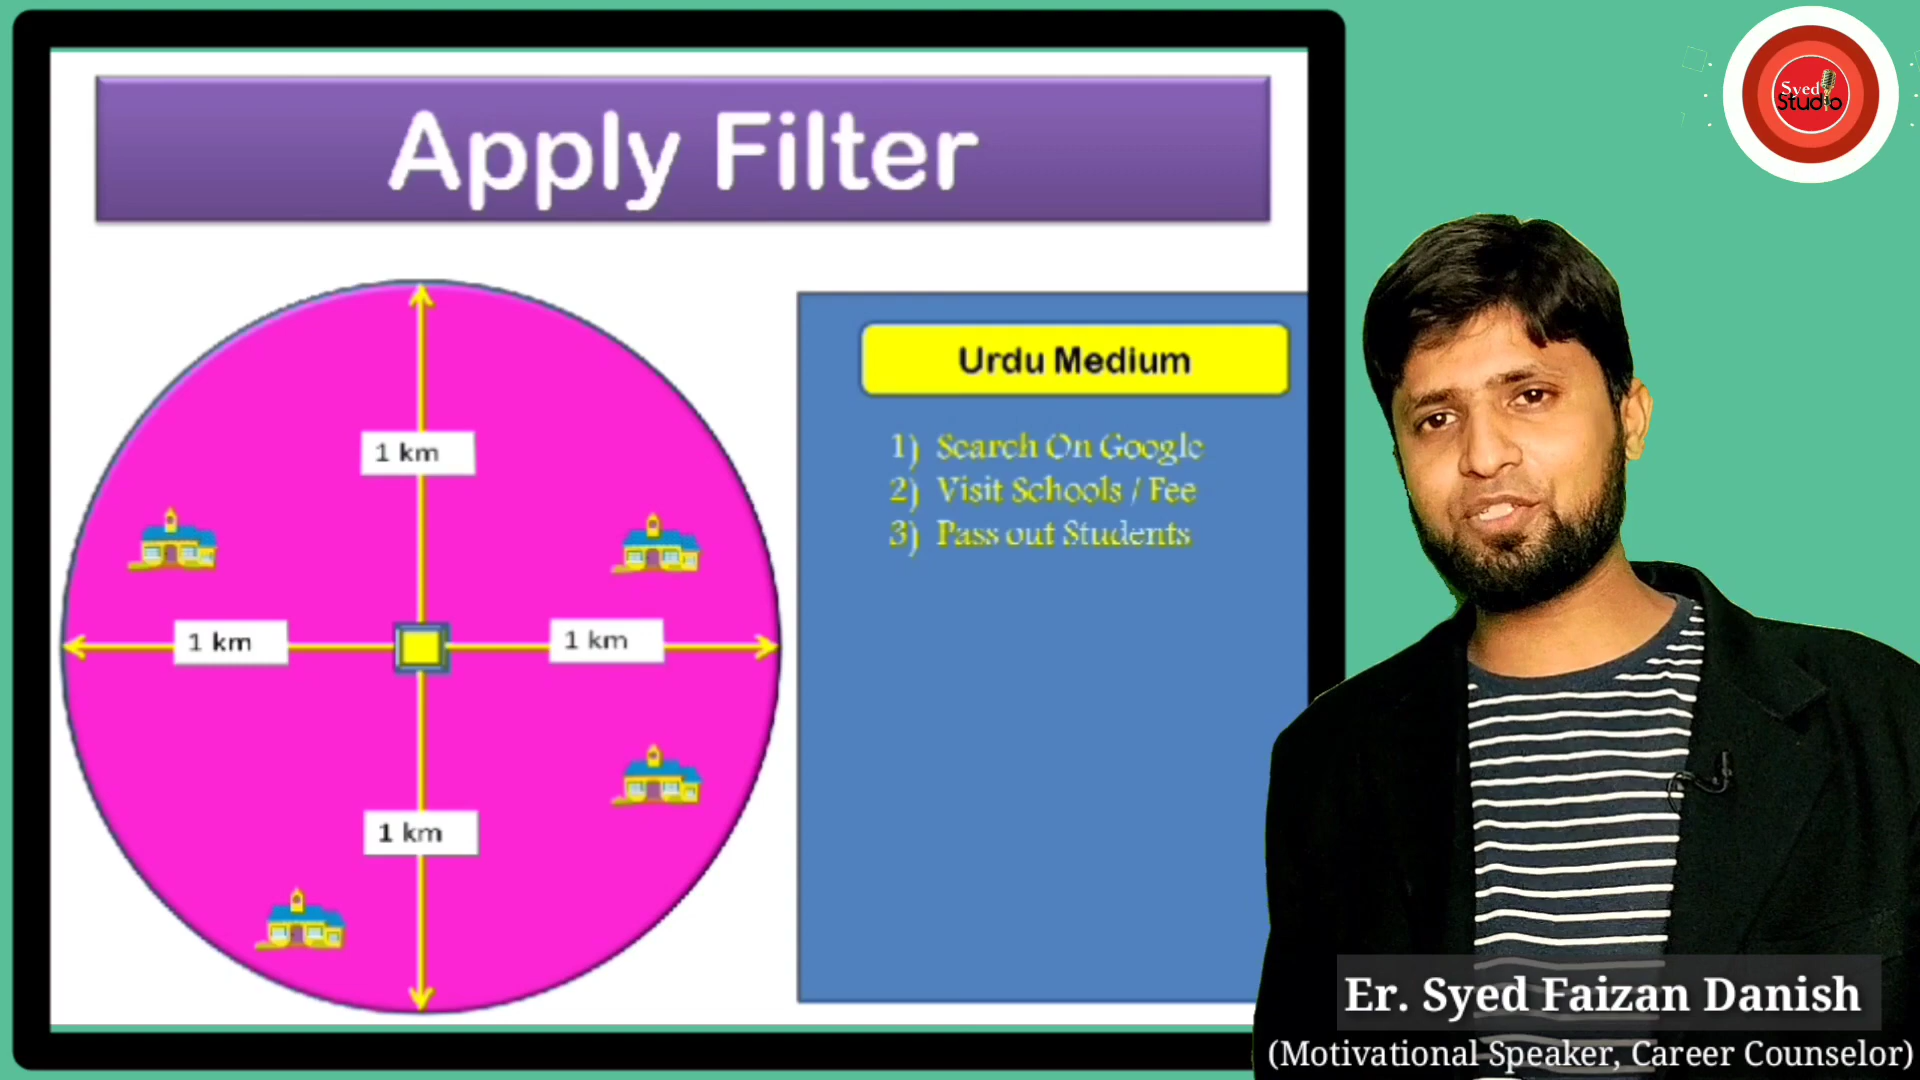 Apply Filter
Syed
Studio
Urdu Medium
1) Search On Google
2) Visit Schools / Fee
3) Pass out Students
1 km
1 km
1 km
1 km
Er. Syed Faizan Danish
(Motivational Speaker, Career Counselor)